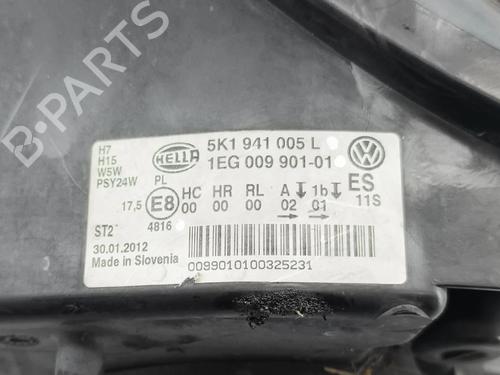 H7
H15
W5W
PSY24W
HELLA
5K1 941 005 L
1EG 009 901-01
PL
17,5
E8
HC HR RL A 1b ES
00 00 00 02 01 11S
ST2
4816
30.01.2012
Made in Slovenia
0099010100325231
B-PARTS